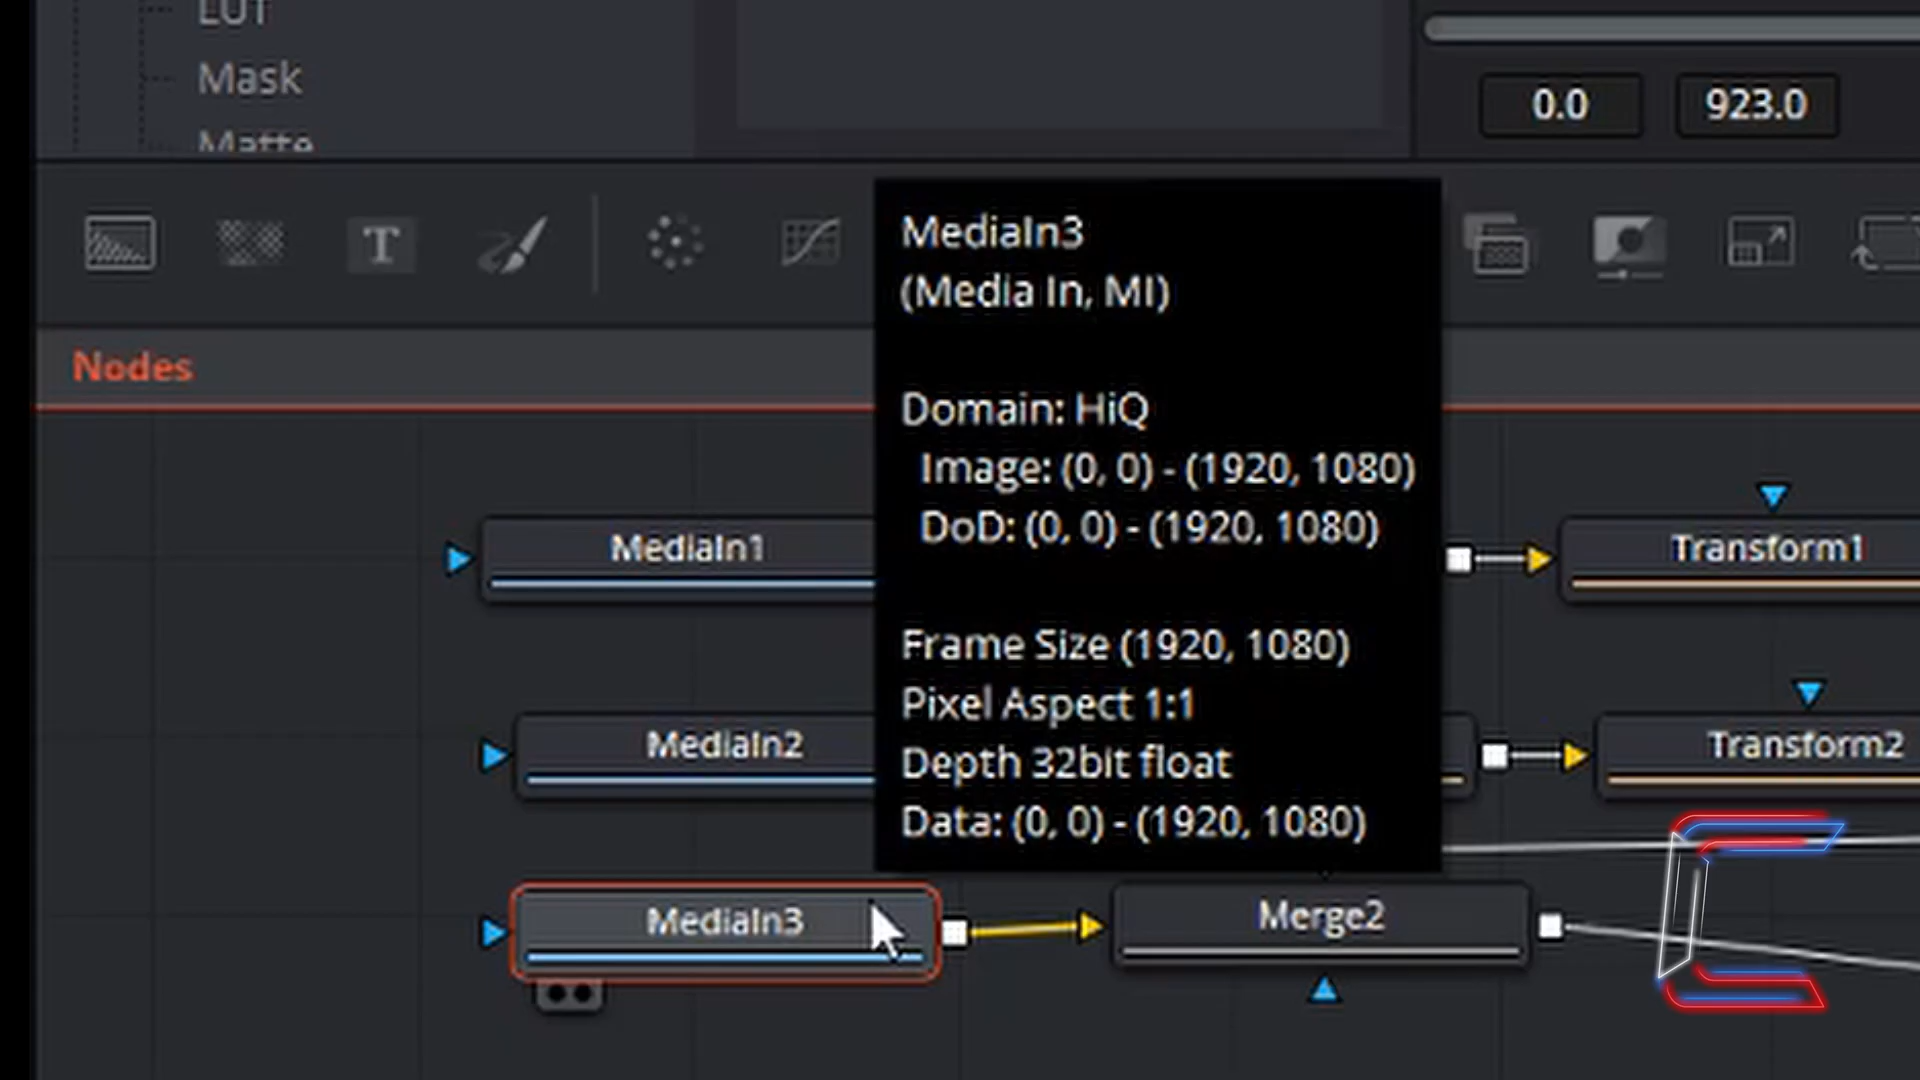 LUT
Mask
Matte
0.0
923.0
T
MediaIn3
(Media In, MI)
Domain: HiQ
Image: (0, 0) - (1920, 1080)
DoD: (0, 0) - (1920, 1080)
Frame Size (1920, 1080)
Pixel Aspect 1:1
Depth 32bit float
Data: (0, 0) - (1920, 1080)
Nodes
MediaIn1
Transform1
MediaIn2
Transform2
MediaIn3
Merge2